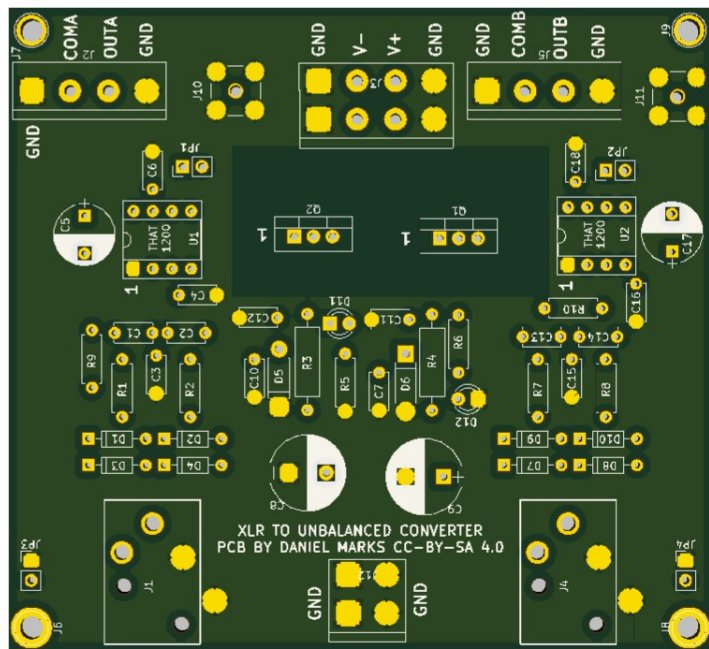 J7
COMA
J2
OUTA
GND
GND
V-
V+
GND
J3
GND
COMB
J5
OUTB
GND
J9
J10
J11
GND
C6
JP1
C18
JP2
C5
THAT
1200
U1
1
Q2
1
Q1
1
THAT
1200
U2
1
C17
C4
C16
R10
C12
D11
C11
R6
R9
C1
C2
R1
C3
R2
C10
D5
R3
R5
C7
D6
R4
D12
C13
C14
R7
C15
R8
D1
D2
D3
D4
D9
D10
D7
D8
C8
C9
XLR TO UNBALANCED CONVERTER
PCB BY DANIEL MARKS CC-BY-SA 4.0
JP3
J1
J6
GND
J12
GND
J4
JP4
J8